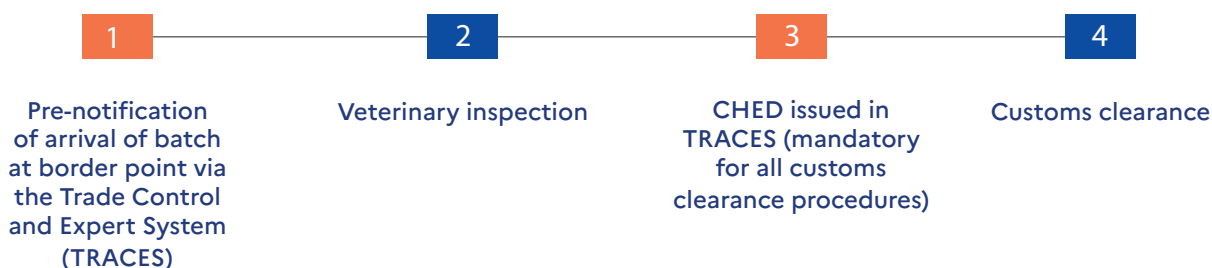 1
Pre-notification
of arrival of batch
at border point via
the Trade Control
and Expert System
(TRACES)
2
Veterinary inspection
3
CHED issued in
TRACES (mandatory
for all customs
clearance procedures)
4
Customs clearance